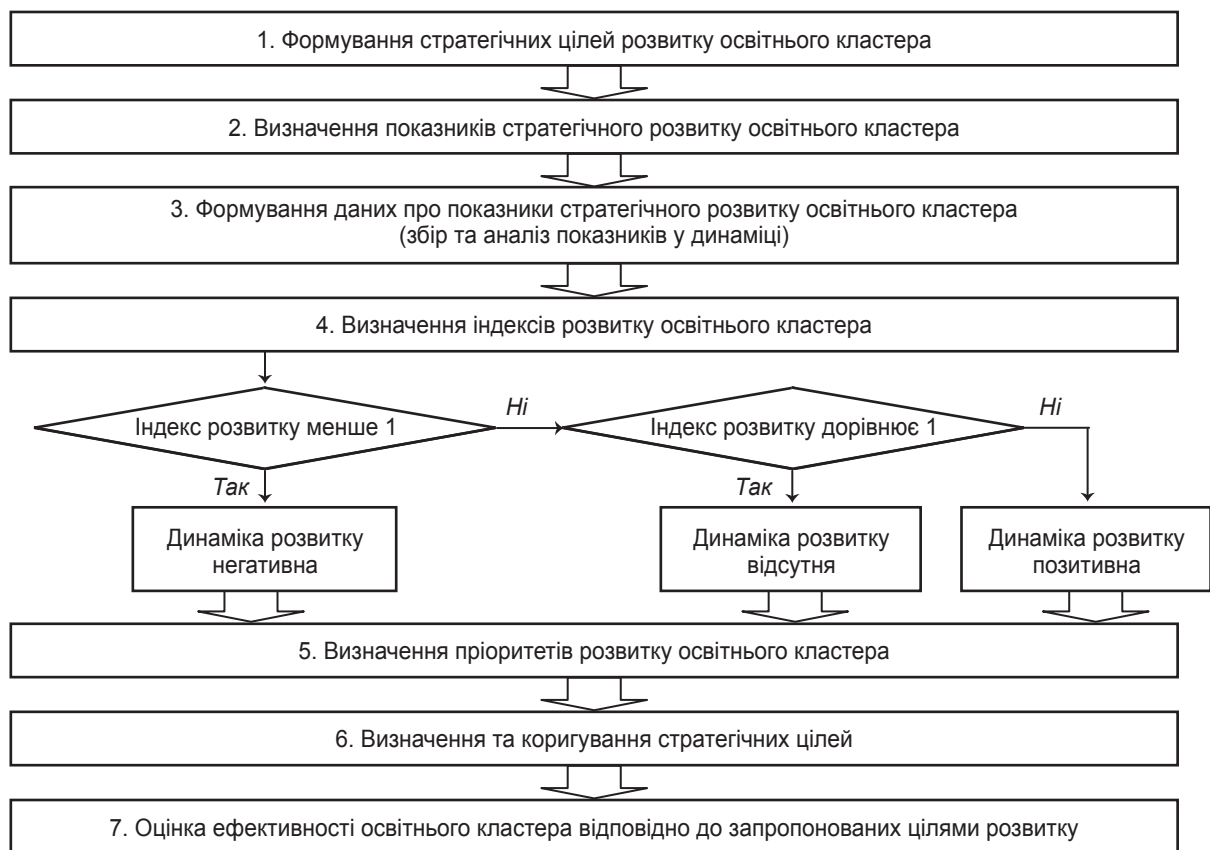 1. Формування стратегічних цілей розвитку освітнього кластера
2. Визначення показників стратегічного розвитку освітнього кластера
3. Формування даних про показники стратегічного розвитку освітнього кластера
(збір та аналіз показників у динаміці)
4. Визначення індексів розвитку освітнього кластера
Індекс розвитку менше 1
Ні
Індекс розвитку дорівнює 1
Ні
Так
Так
Динаміка розвитку
негативна
Динаміка розвитку
відсутня
Динаміка розвитку
позитивна
5. Визначення пріоритетів розвитку освітнього кластера
6. Визначення та коригування стратегічних цілей
7. Оцінка ефективності освітнього кластера відповідно до запропонованих цілями розвитку